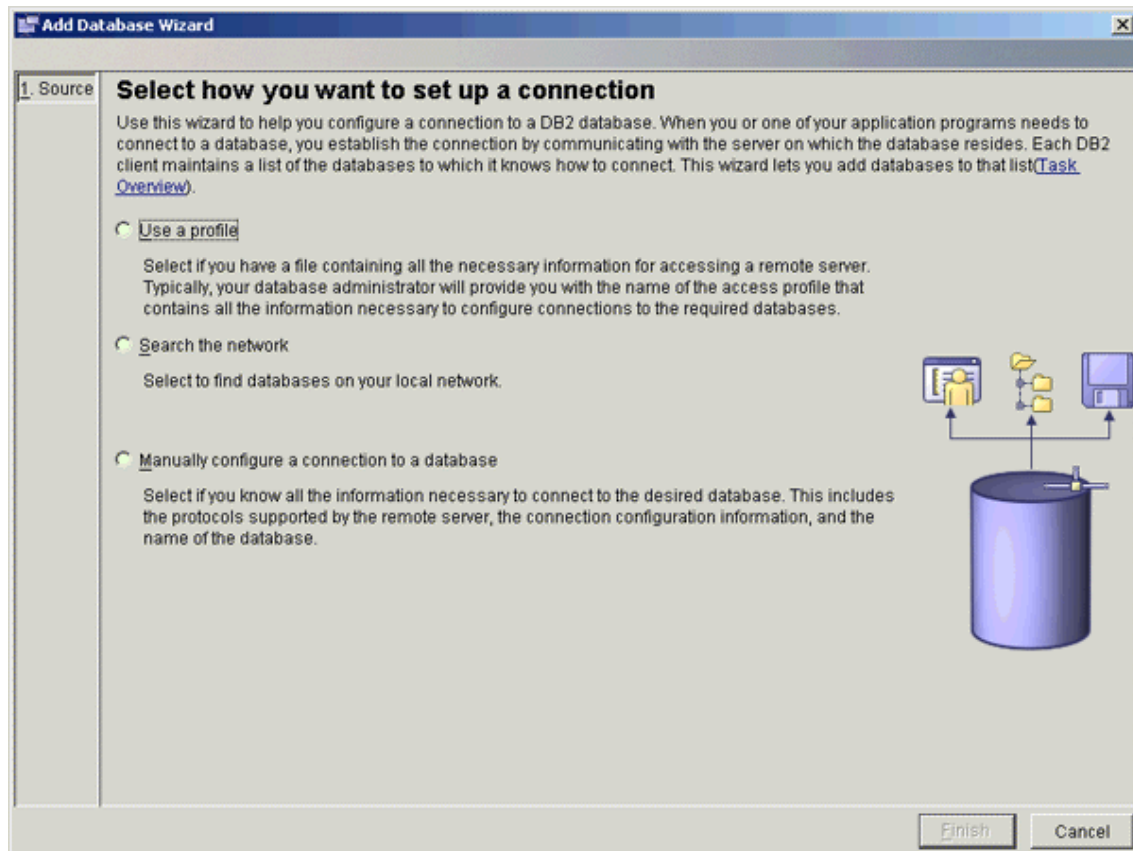 Add Database Wizard
1. Source
Select how you want to set up a connection
Use this wizard to help you configure a connection to a DB2 database. When you or one of your application programs needs to
connect to a database, you establish the connection by communicating with the server on which the database resides. Each DB2
client maintains a list of the databases to which it knows how to connect. This wizard lets you add databases to that list(Task
Overview).
Use a profile
Select if you have a file containing all the necessary information for accessing a remote server.
Typically, your database administrator will provide you with the name of the access profile that
contains all the information necessary to configure connections to the required databases.
Search the network
Select to find databases on your local network.
Manually configure a connection to a database
Select if you know all the information necessary to connect to the desired database. This includes
the protocols supported by the remote server, the connection configuration information, and the
name of the database.
Finish
Cancel